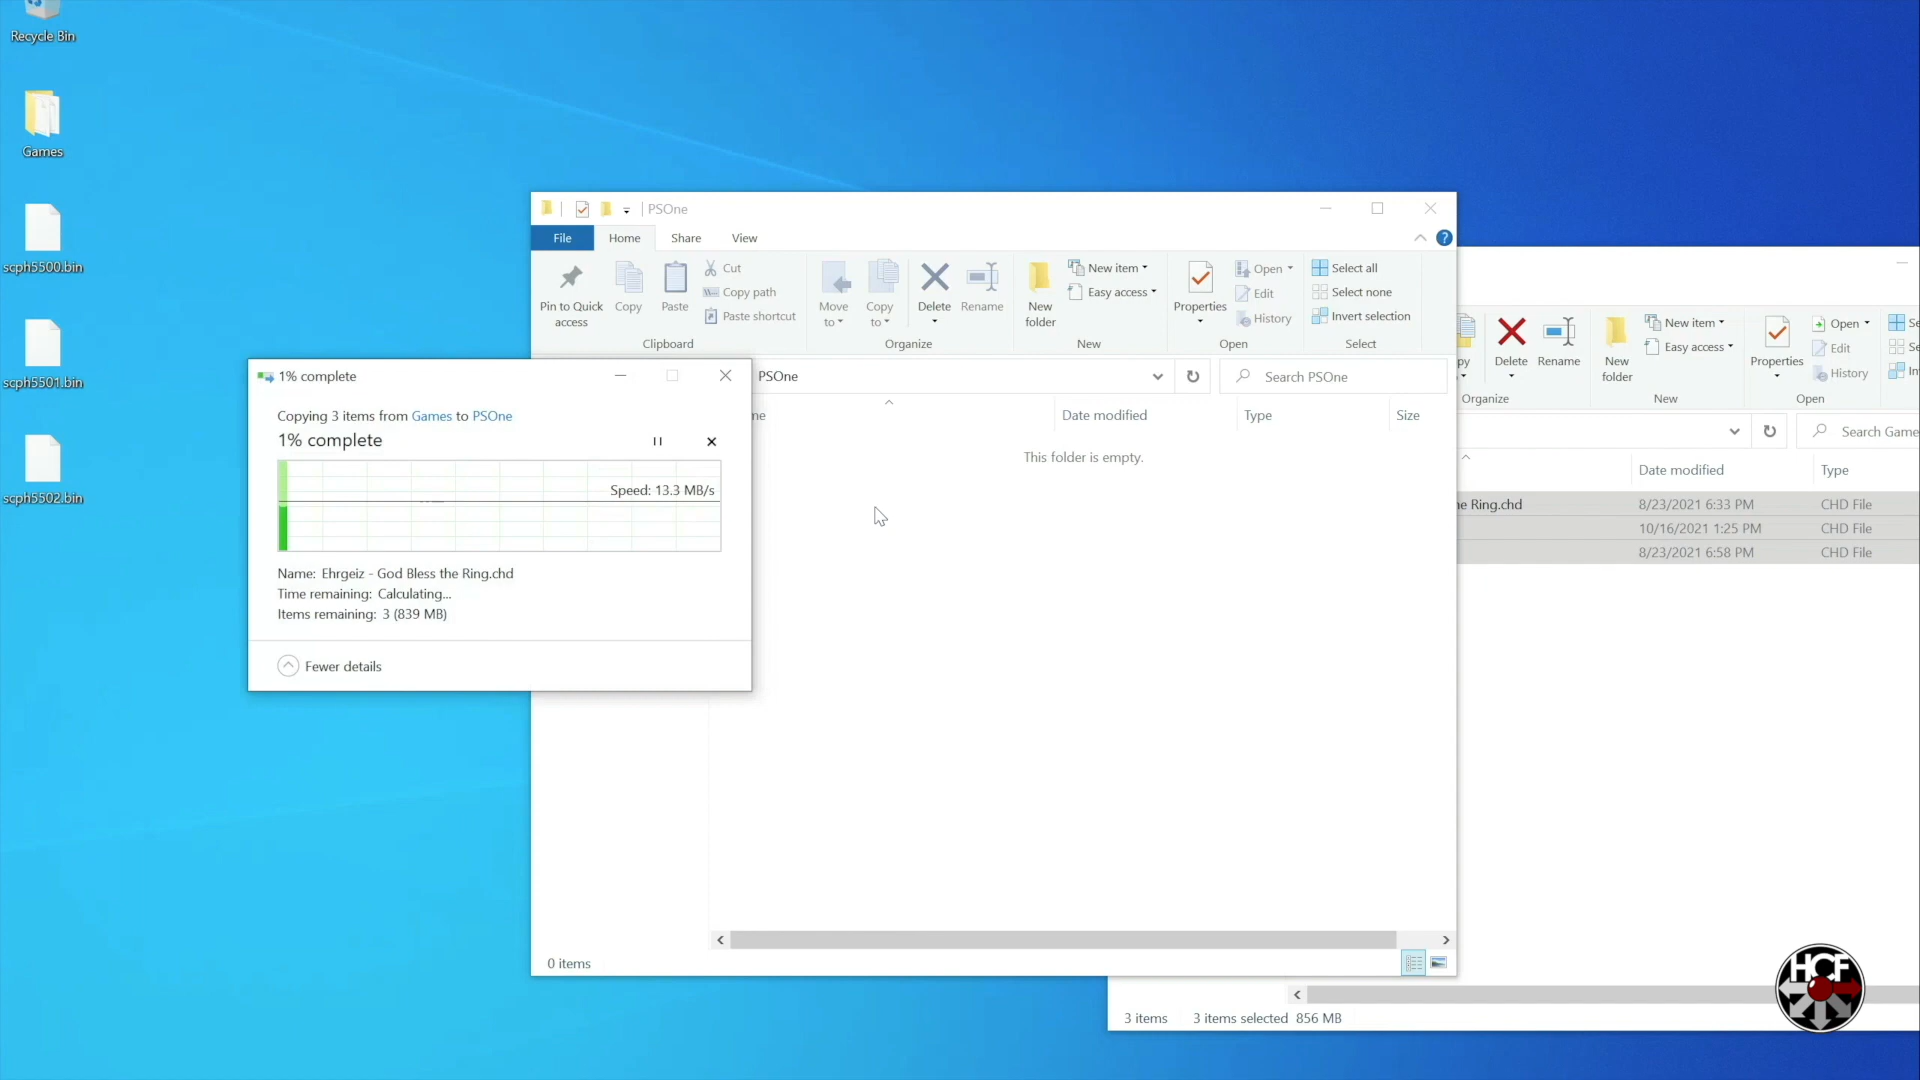 Recycle Bin
Games
scph5500.bin
scph5501.bin
scph5502.bin
PSOne
File
Home
Share
View
Pin to Quick access
Copy
Paste
Cut
Copy path
Paste shortcut
Clipboard
Move to
Copy to
Delete
Rename
Organize
New folder
New item
Easy access
New
Properties
Open
Edit
History
Open
Select all
Select none
Invert selection
Select
PSOne
Search PSOne
me
Date modified
Type
Size
This folder is empty.
0 items
1% complete
Copying 3 items from Games to PSOne
1% complete
Speed: 13.3 MB/s
Name: Ehrgeiz - God Bless the Ring.chd
Time remaining: Calculating...
Items remaining: 3 (839 MB)
Fewer details
py
Delete
Rename
Organize
New folder
New item
Easy access
New
Properties
Open
Edit
History
Open
Se
Se
In
Search Game
Date modified
Type
he Ring.chd
8/23/2021 6:33 PM
CHD File
10/16/2021 1:25 PM
CHD File
8/23/2021 6:58 PM
CHD File
3 items
3 items selected 856 MB
HCF